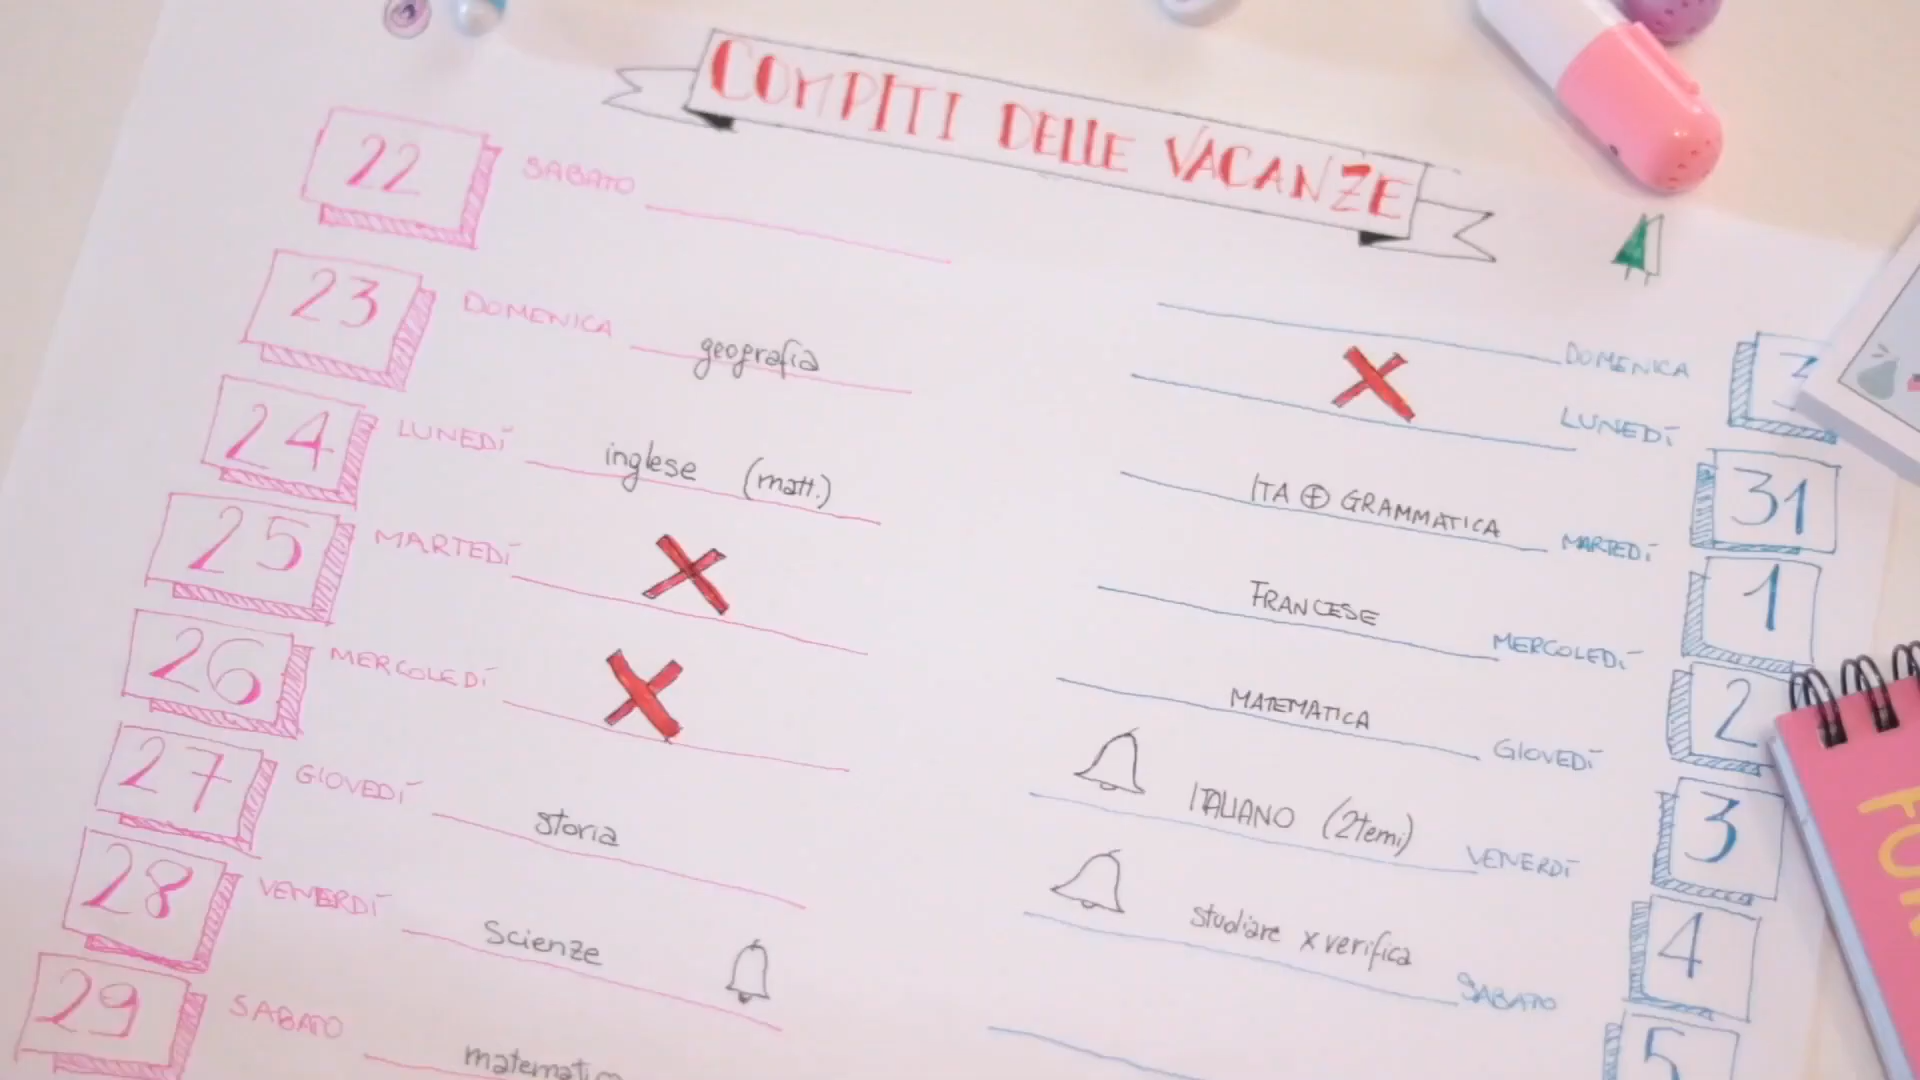 COMPITI DELLE VACANZE
22 SABATO
23 DOMENICA geografia
24 LUNEDÌ inglese (matt.)
25 MARTEDÌ
26 MERCOLEDÌ
27 GIOVEDÌ storia
28 VENERDÌ Scienze
29 SABATO
DOMENICA
LUNEDÌ 31
ITA + GRAMMATICA MARTEDÌ 1
FRANCESE MERCOLEDÌ 2
MATEMATICA GIOVEDÌ 3
ITALIANO (2temi) VENERDÌ 4
studiare x verifica SABATO 5